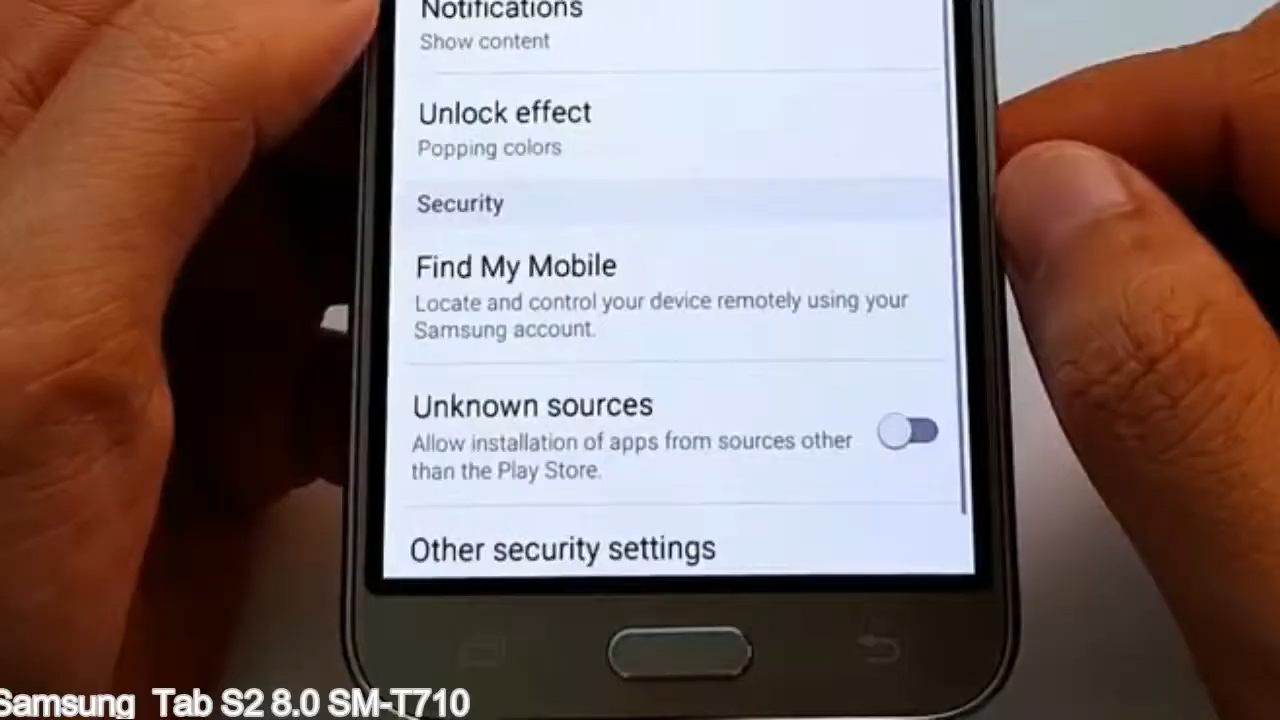 Notifications
Show content
Unlock effect
Popping colors
Security
Find My Mobile
Locate and control your device remotely using your
Samsung account.
Unknown sources
Allow installation of apps from sources other
than the Play Store.
Other security settings
Samsung Tab S2 8.0 SM-T710